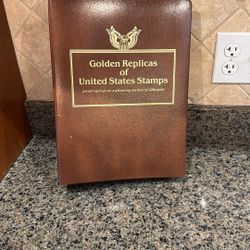 Golden Replicas
of
United States Stamps